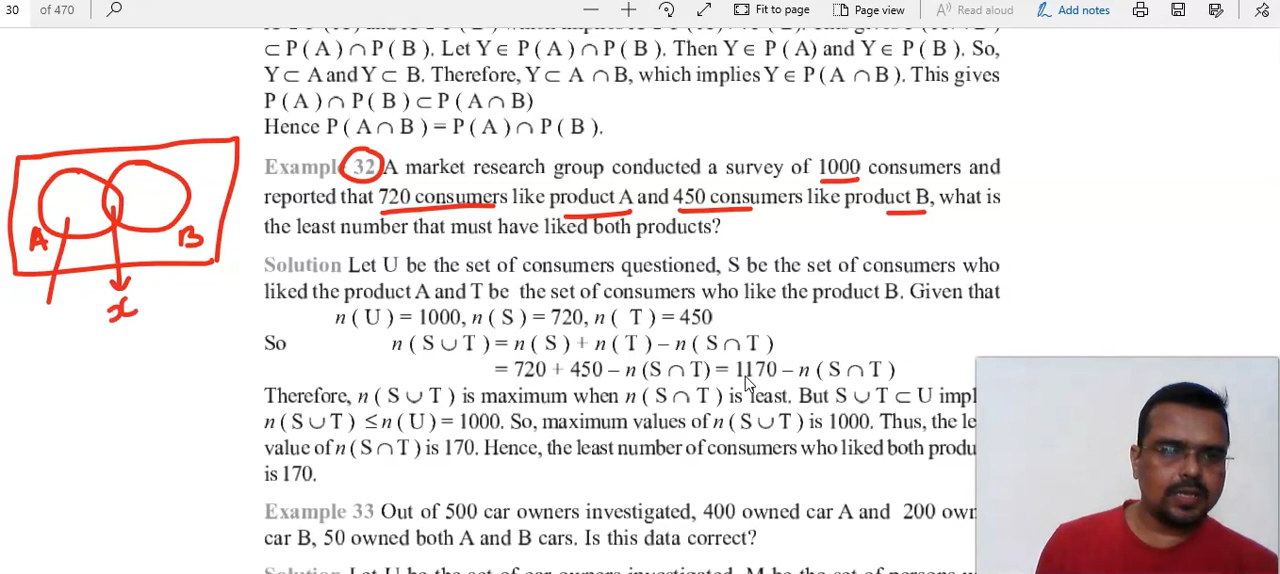 30 of 470
Fit to page Page view Read aloud Add notes
⊂ P ( A ) ∩ P ( B ). Let Y ∈ P ( A ) ∩ P ( B ). Then Y ∈ P ( A) and Y ∈ P ( B ). So,
Y ⊂ A and Y ⊂ B. Therefore, Y ⊂ A ∩ B, which implies Y ∈ P ( A ∩ B ). This gives
P ( A ) ∩ P ( B ) ⊂ P ( A ∩ B)
Hence P ( A ∩ B ) = P ( A ) ∩ P ( B ).
Example 32 A market research group conducted a survey of 1000 consumers and
reported that 720 consumers like product A and 450 consumers like product B, what is
the least number that must have liked both products?
A
B
x
Solution Let U be the set of consumers questioned, S be the set of consumers who
liked the product A and T be the set of consumers who like the product B. Given that
n ( U ) = 1000, n ( S ) = 720, n ( T ) = 450
So n ( S ∪ T ) = n ( S ) + n ( T ) – n ( S ∩ T )
= 720 + 450 – n (S ∩ T) = 1170 – n ( S ∩ T )
Therefore, n ( S ∪ T ) is maximum when n ( S ∩ T ) is least. But S ∪ T ⊂ U impl
n ( S ∪ T ) ≤ n ( U ) = 1000. So, maximum values of n ( S ∪ T ) is 1000. Thus, the le
value of n ( S ∩ T ) is 170. Hence, the least number of consumers who liked both produ
is 170.
Example 33 Out of 500 car owners investigated, 400 owned car A and 200 own
car B, 50 owned both A and B cars. Is this data correct?